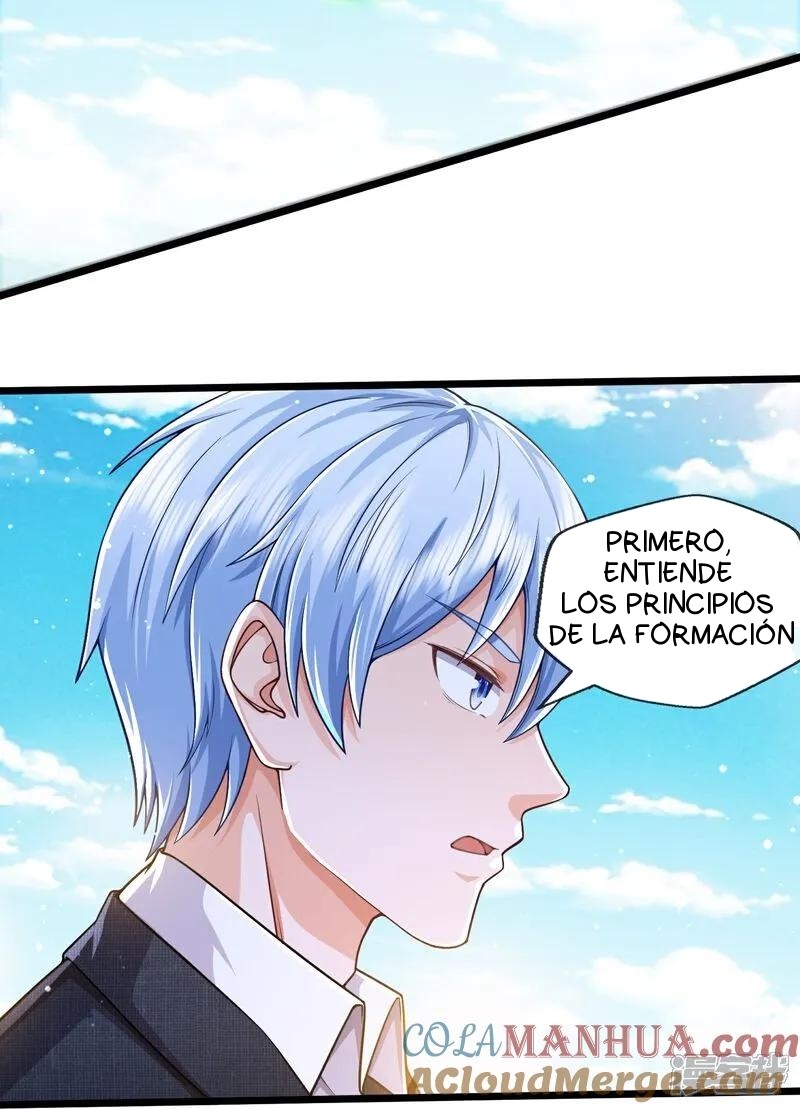 PRIMERO,
ENTIENDE
LOS PRINCIPIOS
DE LA FORMACIÓN
COLAMANHUA.com
ACloudMerge.com